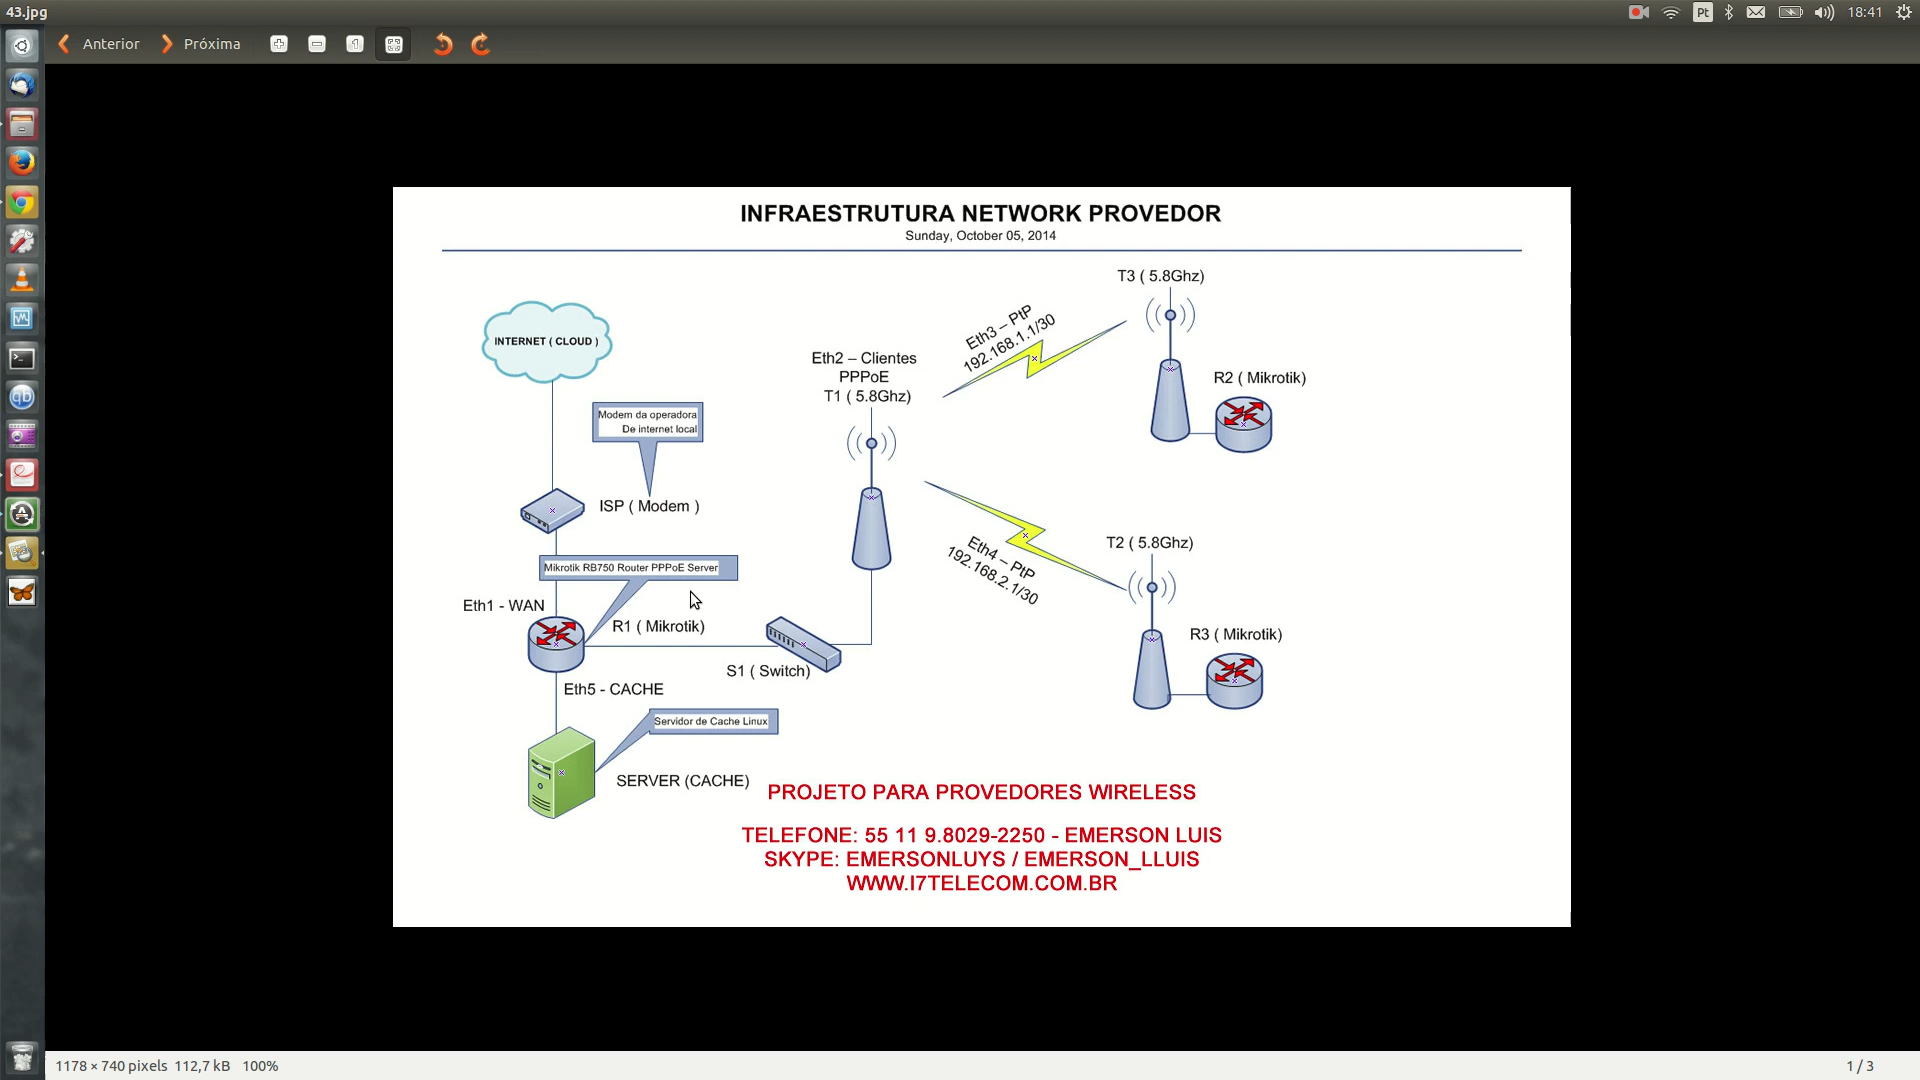 43.jpg
Pt
18:41
Anterior
Próxima
INFRAESTRUTURA NETWORK PROVEDOR
Sunday, October 05, 2014
T3 ( 5.8Ghz)
Eth3 – PtP
192.168.1.1/30
INTERNET ( CLOUD )
Eth2 – Clientes
PPPoE
T1 ( 5.8Ghz)
R2 ( Mikrotik)
Modem da operadora
De internet local
ISP ( Modem )
Eth4 – PtP
192.168.2.1/30
T2 ( 5.8Ghz)
Mikrotik RB750 Router PPPoE Server
Eth1 - WAN
R1 ( Mikrotik)
R3 ( Mikrotik)
S1 ( Switch)
Eth5 - CACHE
Servidor de Cache Linux
SERVER (CACHE)
PROJETO PARA PROVEDORES WIRELESS
TELEFONE: 55 11 9.8029-2250 - EMERSON LUIS
SKYPE: EMERSONLUYS / EMERSON_LLUIS
WWW.I7TELECOM.COM.BR
1178 × 740 pixels 112,7 kB 100%
1 / 3